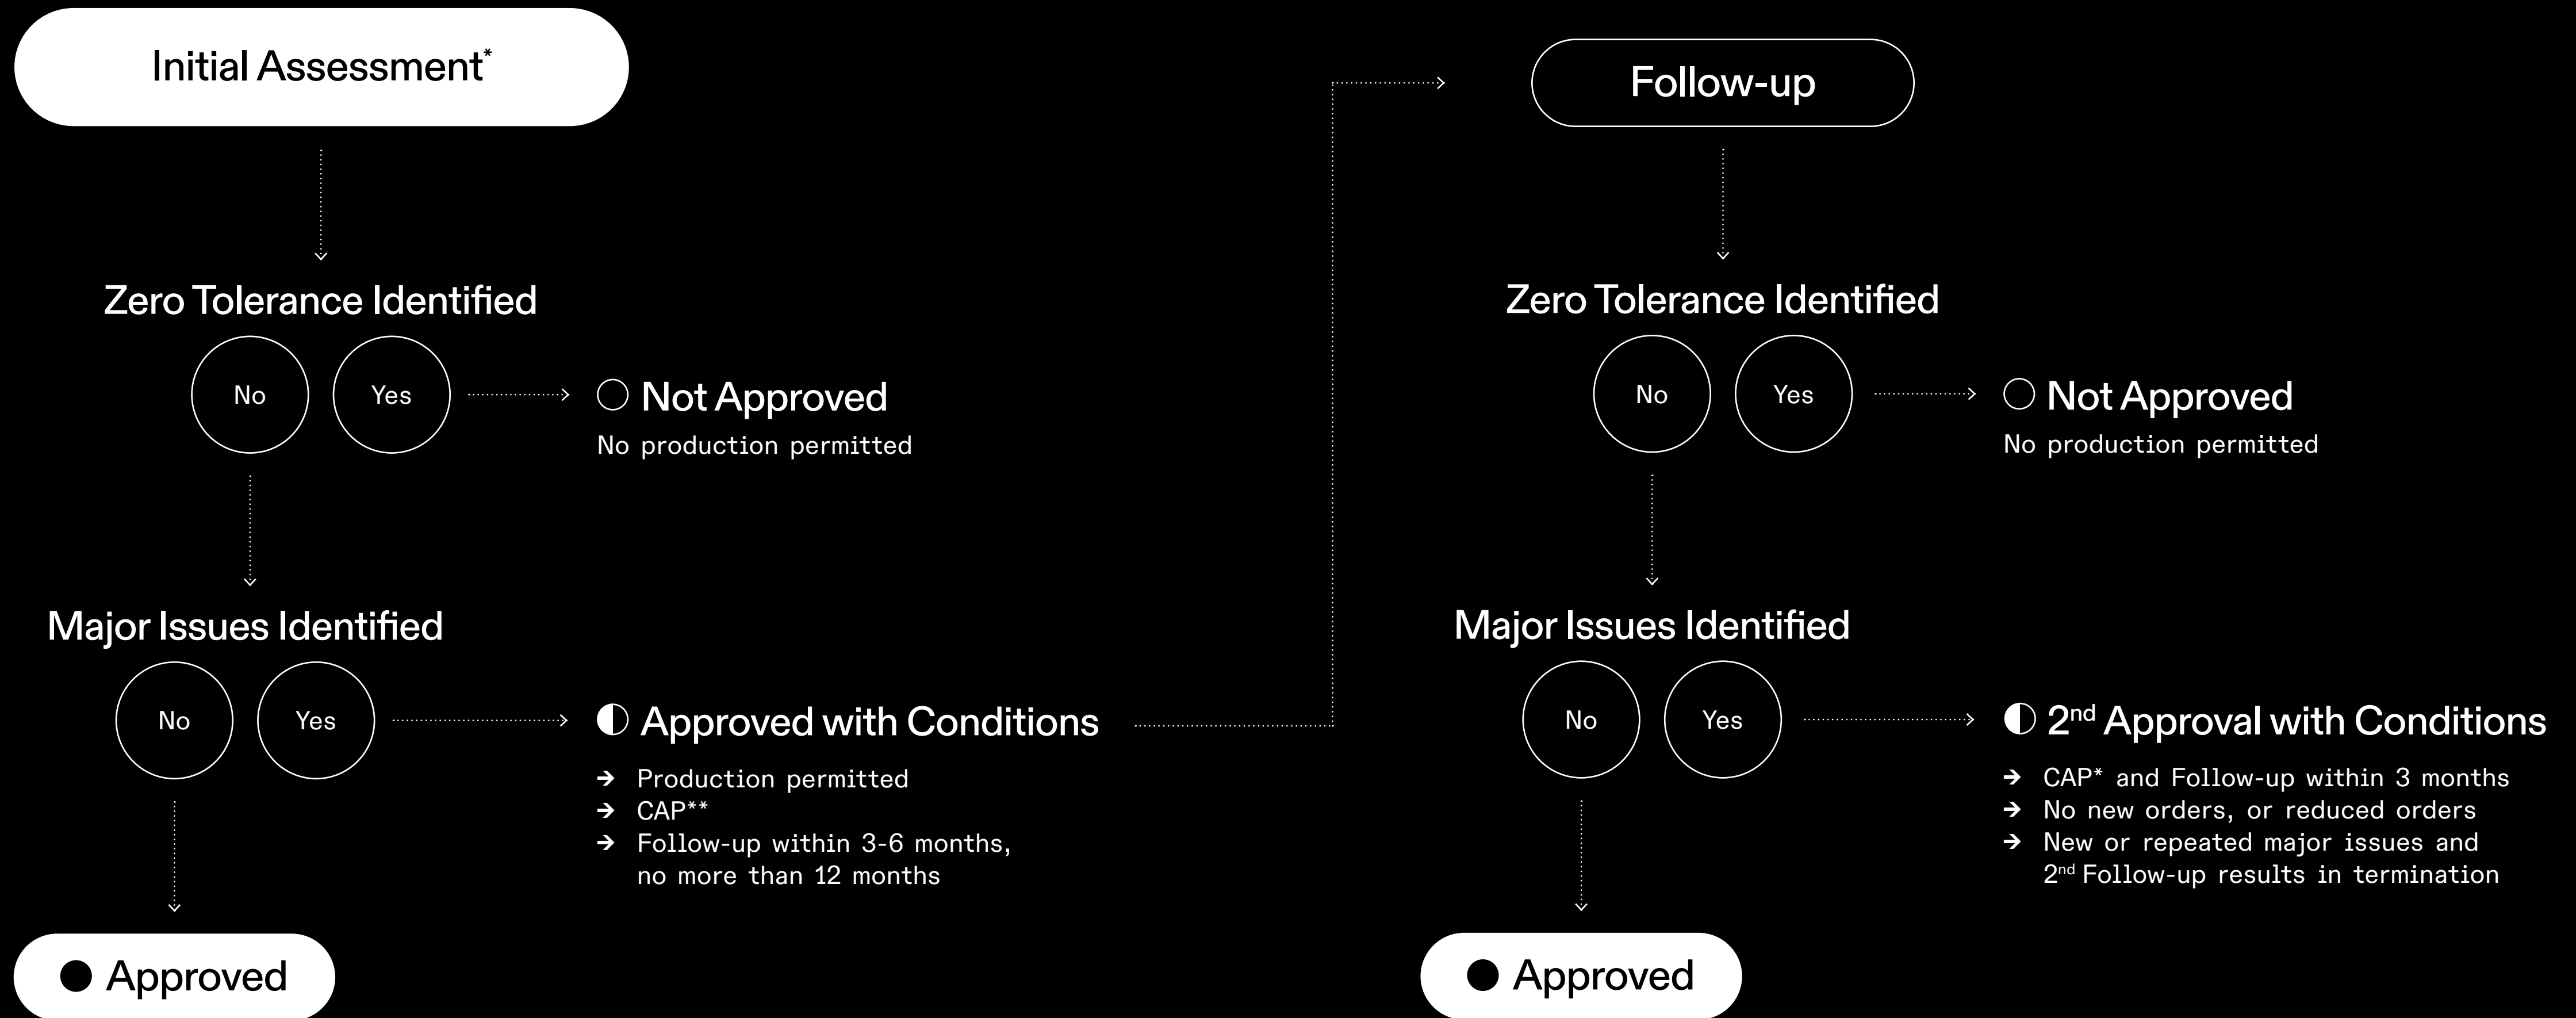 Initial Assessment*
Zero Tolerance Identified
No
Yes
Not Approved
No production permitted
Major Issues Identified
No
Yes
Approved with Conditions
Production permitted
CAP**
Follow-up within 3-6 months,
no more than 12 months
Approved
Follow-up
Zero Tolerance Identified
No
Yes
Not Approved
No production permitted
Major Issues Identified
No
Yes
2nd Approval with Conditions
CAP* and Follow-up within 3 months
No new orders, or reduced orders
New or repeated major issues and
2nd Follow-up results in termination
Approved